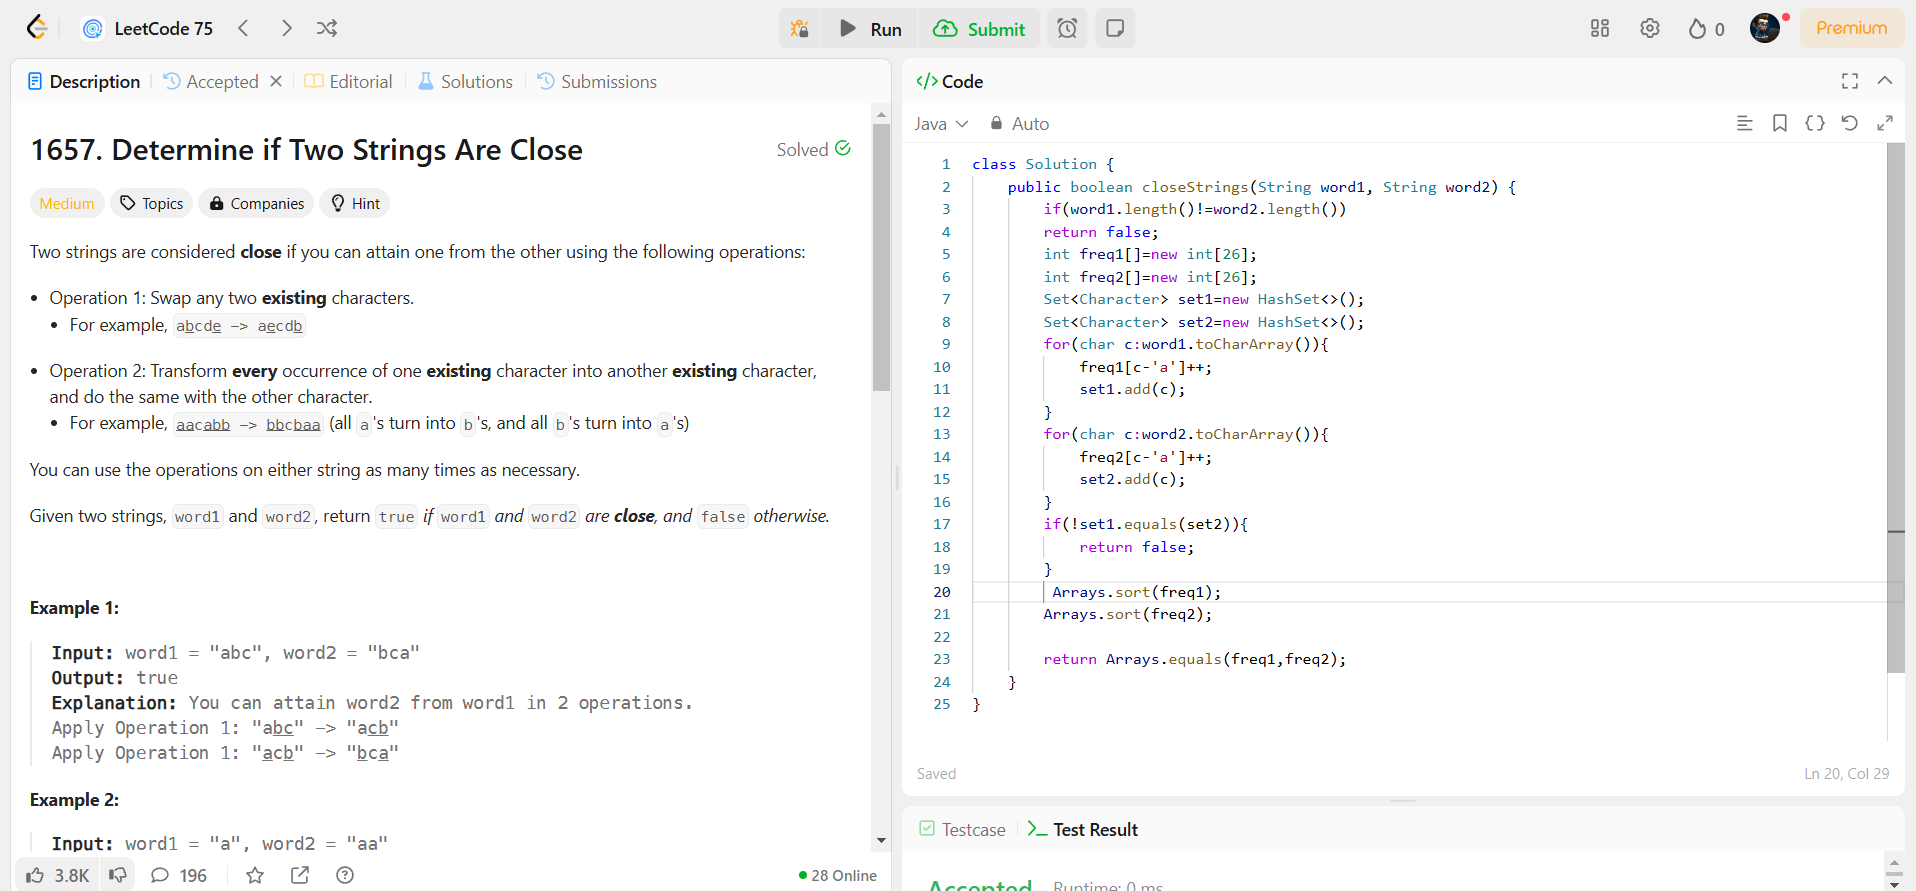 LeetCode 75
Run
Submit
0
Premium
Description
Accepted
Editorial
Solutions
Submissions
1657. Determine if Two Strings Are Close
Solved
Medium
Topics
Companies
Hint
Two strings are considered close if you can attain one from the other using the following operations:
• Operation 1: Swap any two existing characters.
• For example, abcde -> aecdb
• Operation 2: Transform every occurrence of one existing character into another existing character,
and do the same with the other character.
• For example, aacabb -> bbcbaa (all a's turn into b's, and all b's turn into a's)
You can use the operations on either string as many times as necessary.
Given two strings, word1 and word2, return true if word1 and word2 are close, and false otherwise.
Example 1:
Input: word1 = "abc", word2 = "bca"
Output: true
Explanation: You can attain word2 from word1 in 2 operations.
Apply Operation 1: "abc" -> "acb"
Apply Operation 1: "acb" -> "bca"
Example 2:
Input: word1 = "a", word2 = "aa"
3.8K
196
28 Online
</> Code
Java
Auto
1 class Solution {
2 public boolean closeStrings(String word1, String word2) {
3 if(word1.length()!=word2.length())
4 return false;
5 int freq1[]=new int[26];
6 int freq2[]=new int[26];
7 Set<Character> set1=new HashSet<>();
8 Set<Character> set2=new HashSet<>();
9 for(char c:word1.toCharArray()){
10 freq1[c-'a']++;
11 set1.add(c);
12 }
13 for(char c:word2.toCharArray()){
14 freq2[c-'a']++;
15 set2.add(c);
16 }
17 if(!set1.equals(set2)){
18 return false;
19 }
20 Arrays.sort(freq1);
21 Arrays.sort(freq2);
22
23 return Arrays.equals(freq1,freq2);
24 }
25 }
Saved
Ln 20, Col 29
Testcase
Test Result
Accepted
Runtime: 0 ms